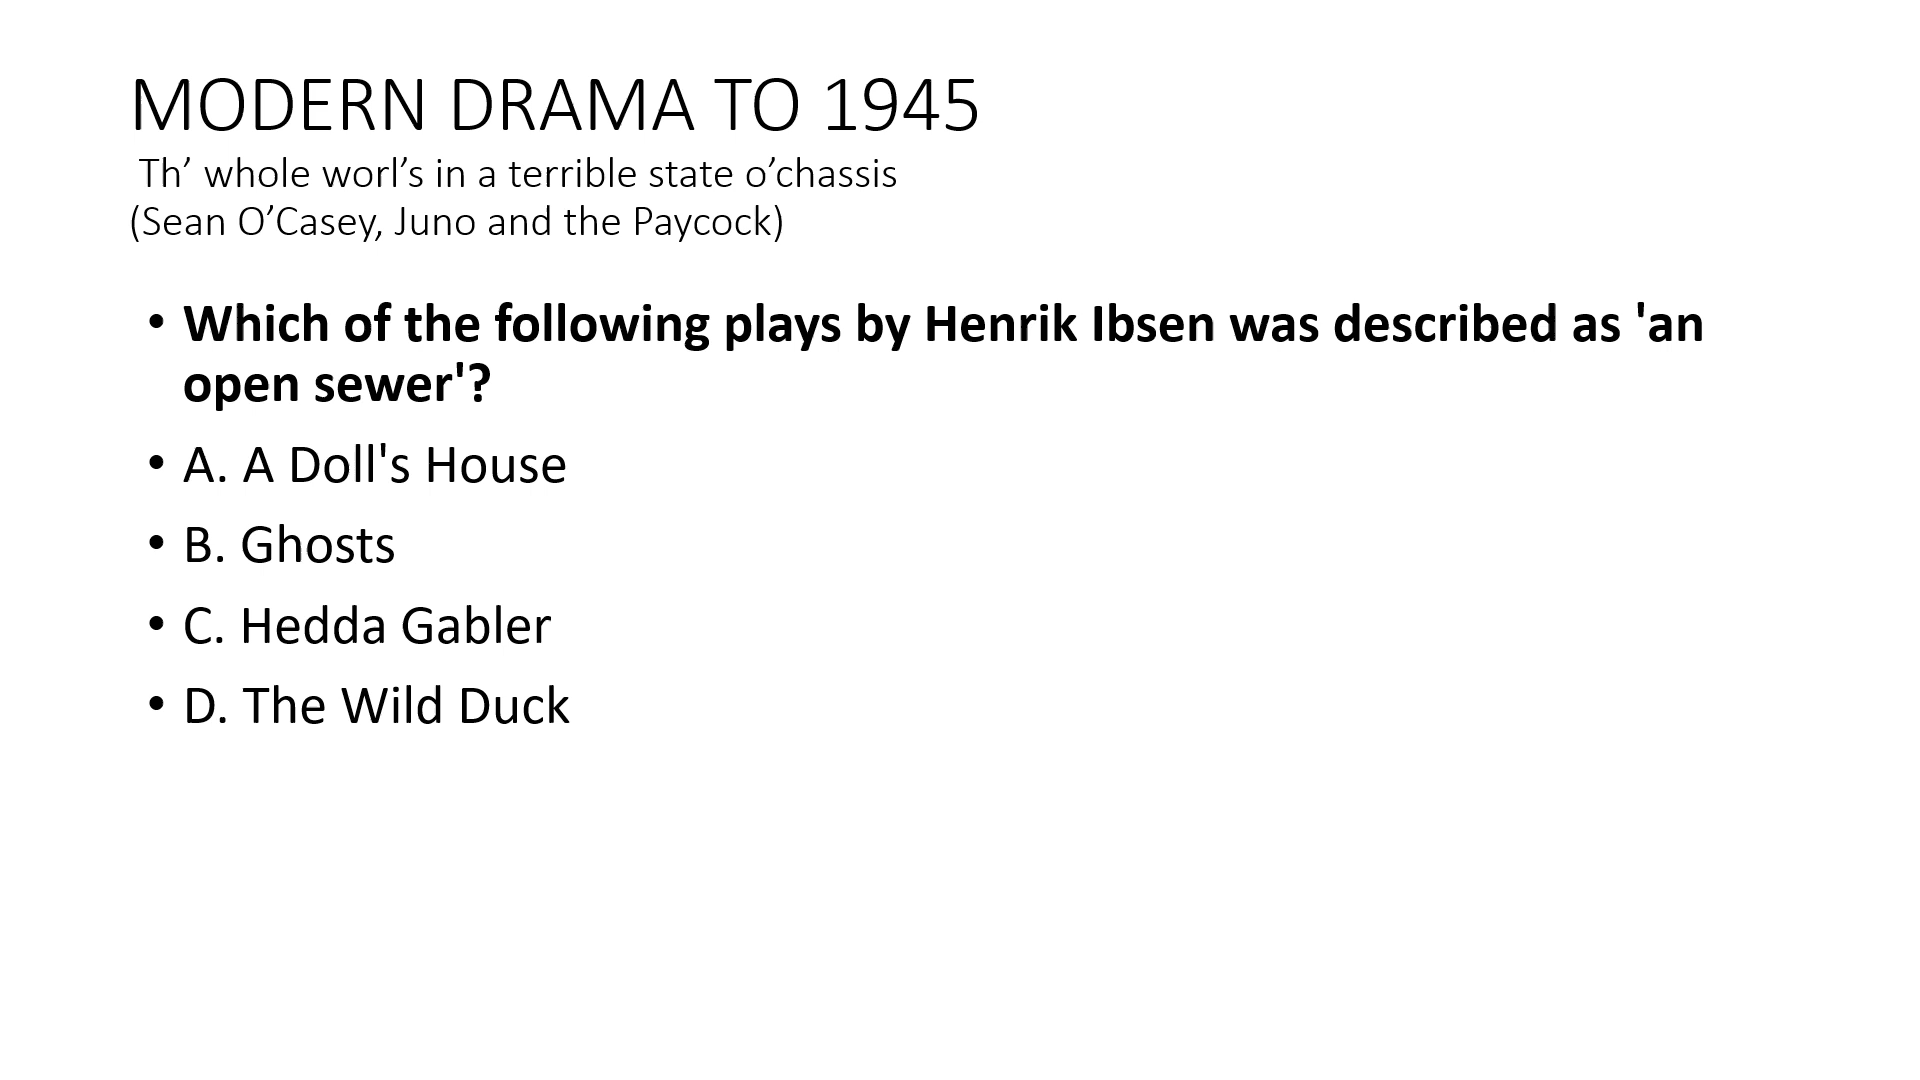 MODERN DRAMA TO 1945
Th’ whole worl’s in a terrible state o’chassis
(Sean O’Casey, Juno and the Paycock)
• Which of the following plays by Henrik Ibsen was described as 'an
open sewer'?
• A. A Doll's House
• B. Ghosts
• C. Hedda Gabler
• D. The Wild Duck